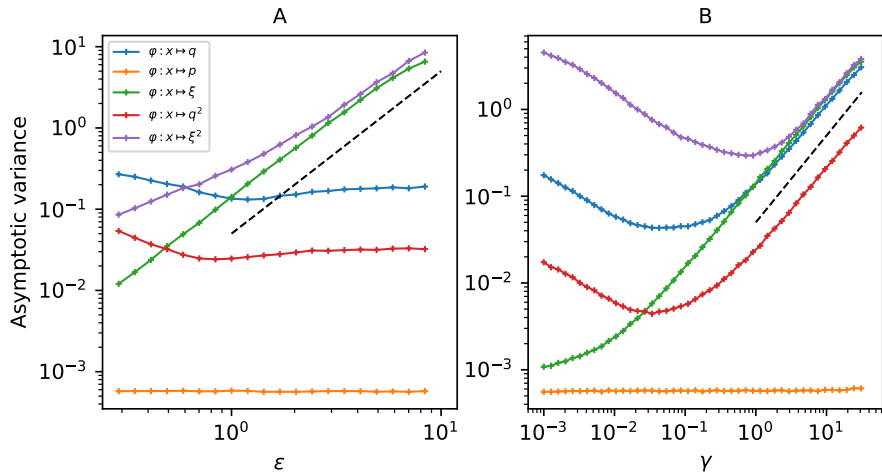 A
B
φ : x ↦ q
φ : x ↦ p
φ : x ↦ ξ
φ : x ↦ q²
φ : x ↦ ξ²
Asymptotic variance
10¹
10⁰
10⁻¹
10⁻²
10⁻³
10⁰
10¹
ε
10⁰
10⁻¹
10⁻²
10⁻³
10⁻³
10⁻²
10⁻¹
10⁰
10¹
γ